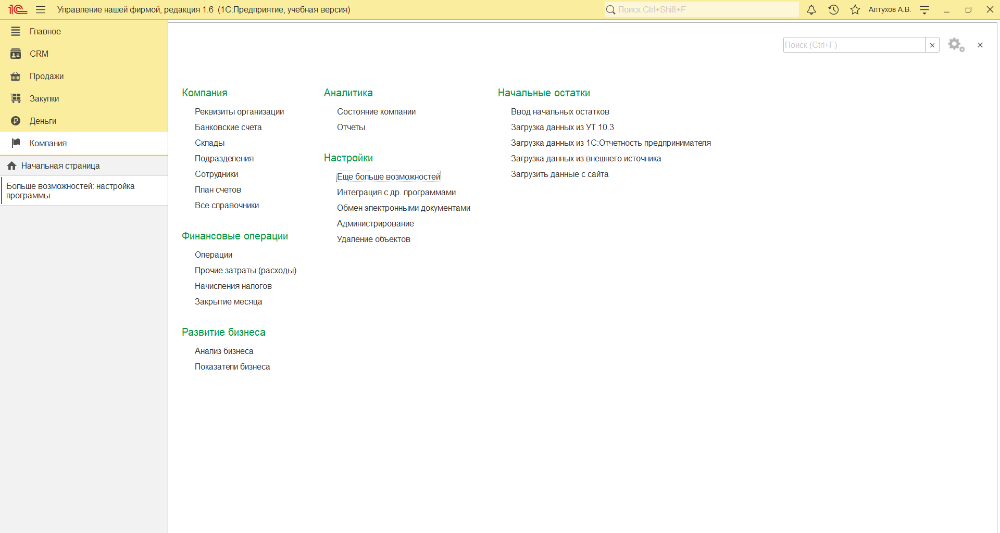 1С Управление нашей фирмой, редакция 1.6 (1С:Предприятие, учебная версия)
Поиск Ctrl+Shift+F
Алтухов А.В.
Главное
CRM
Продажи
Закупки
Деньги
Компания
Начальная страница
Больше возможностей: настройка
программы
Поиск (Ctrl+F)
Компания
Реквизиты организации
Банковские счета
Склады
Подразделения
Сотрудники
План счетов
Все справочники
Финансовые операции
Операции
Прочие затраты (расходы)
Начисления налогов
Закрытие месяца
Развитие бизнеса
Анализ бизнеса
Показатели бизнеса
Аналитика
Состояние компании
Отчеты
Настройки
Еще больше возможностей
Интеграция с др. программами
Обмен электронными документами
Администрирование
Удаление объектов
Начальные остатки
Ввод начальных остатков
Загрузка данных из УТ 10.3
Загрузка данных из 1С:Отчетность предпринимателя
Загрузка данных из внешнего источника
Загрузить данные с сайта